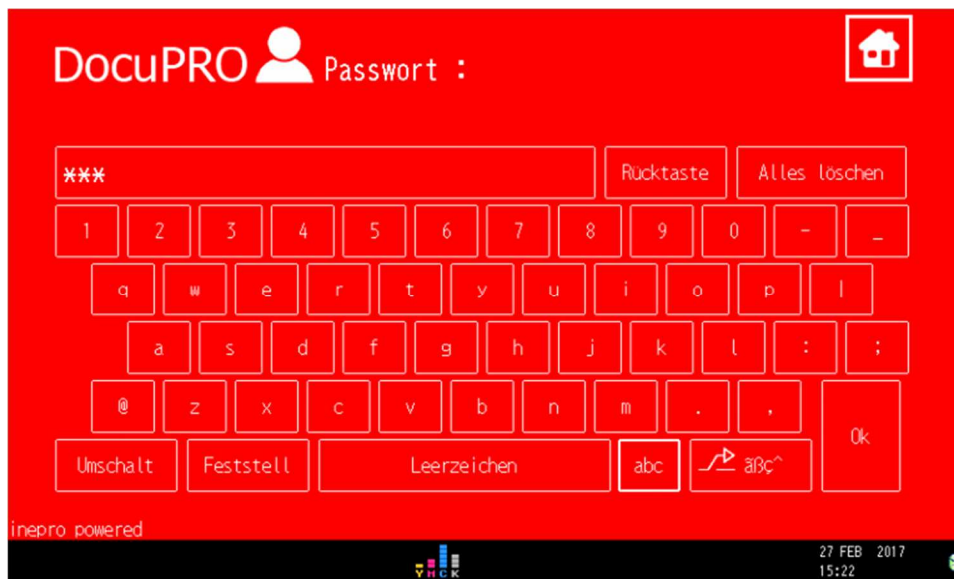 DocuPRO Passwort :
*** Rücktaste Alles löschen
1 2 3 4 5 6 7 8 9 0 - _
q w e r t y u i o p |
a s d f g h j k l : ;
@ z x c v b n m . , Ok
Umschalt Feststell Leerzeichen abc ãßç^
inepro powered
Y M C K 27 FEB 2017
15:22